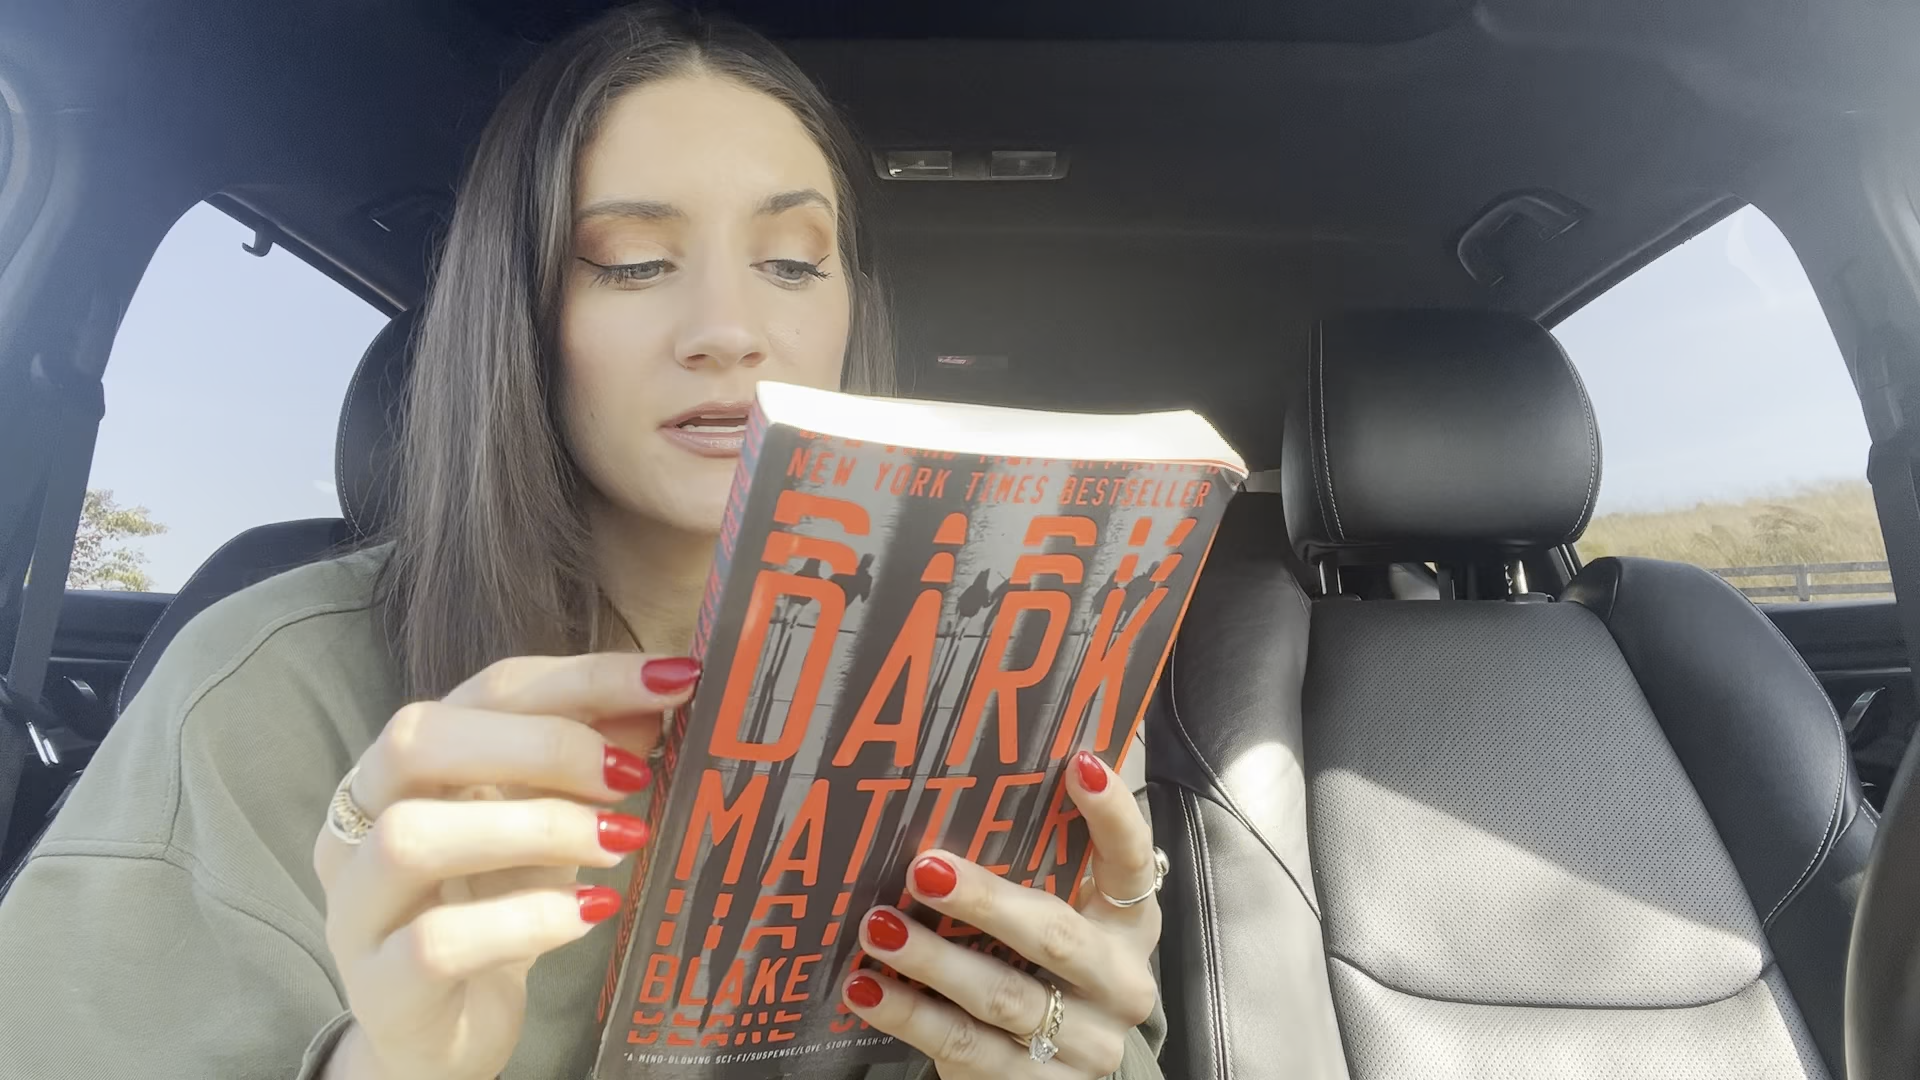 NEW YORK TIMES BESTSELLER
DARK
MATTER
BLAKE
"A MIND-BLOWING SCI-FI/SUSPENSE/LOVE STORY MASH-UP.